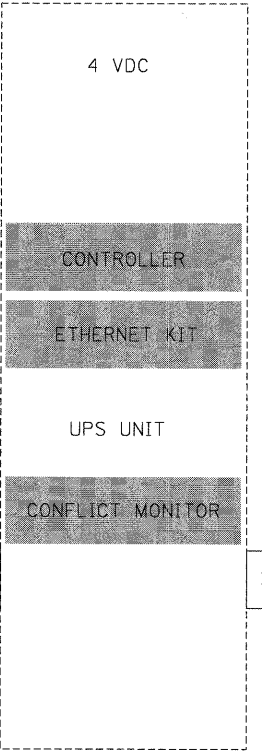 4 VDC
CONTROLLER
ETHERNET KIT
UPS UNIT
CONFLICT MONITOR